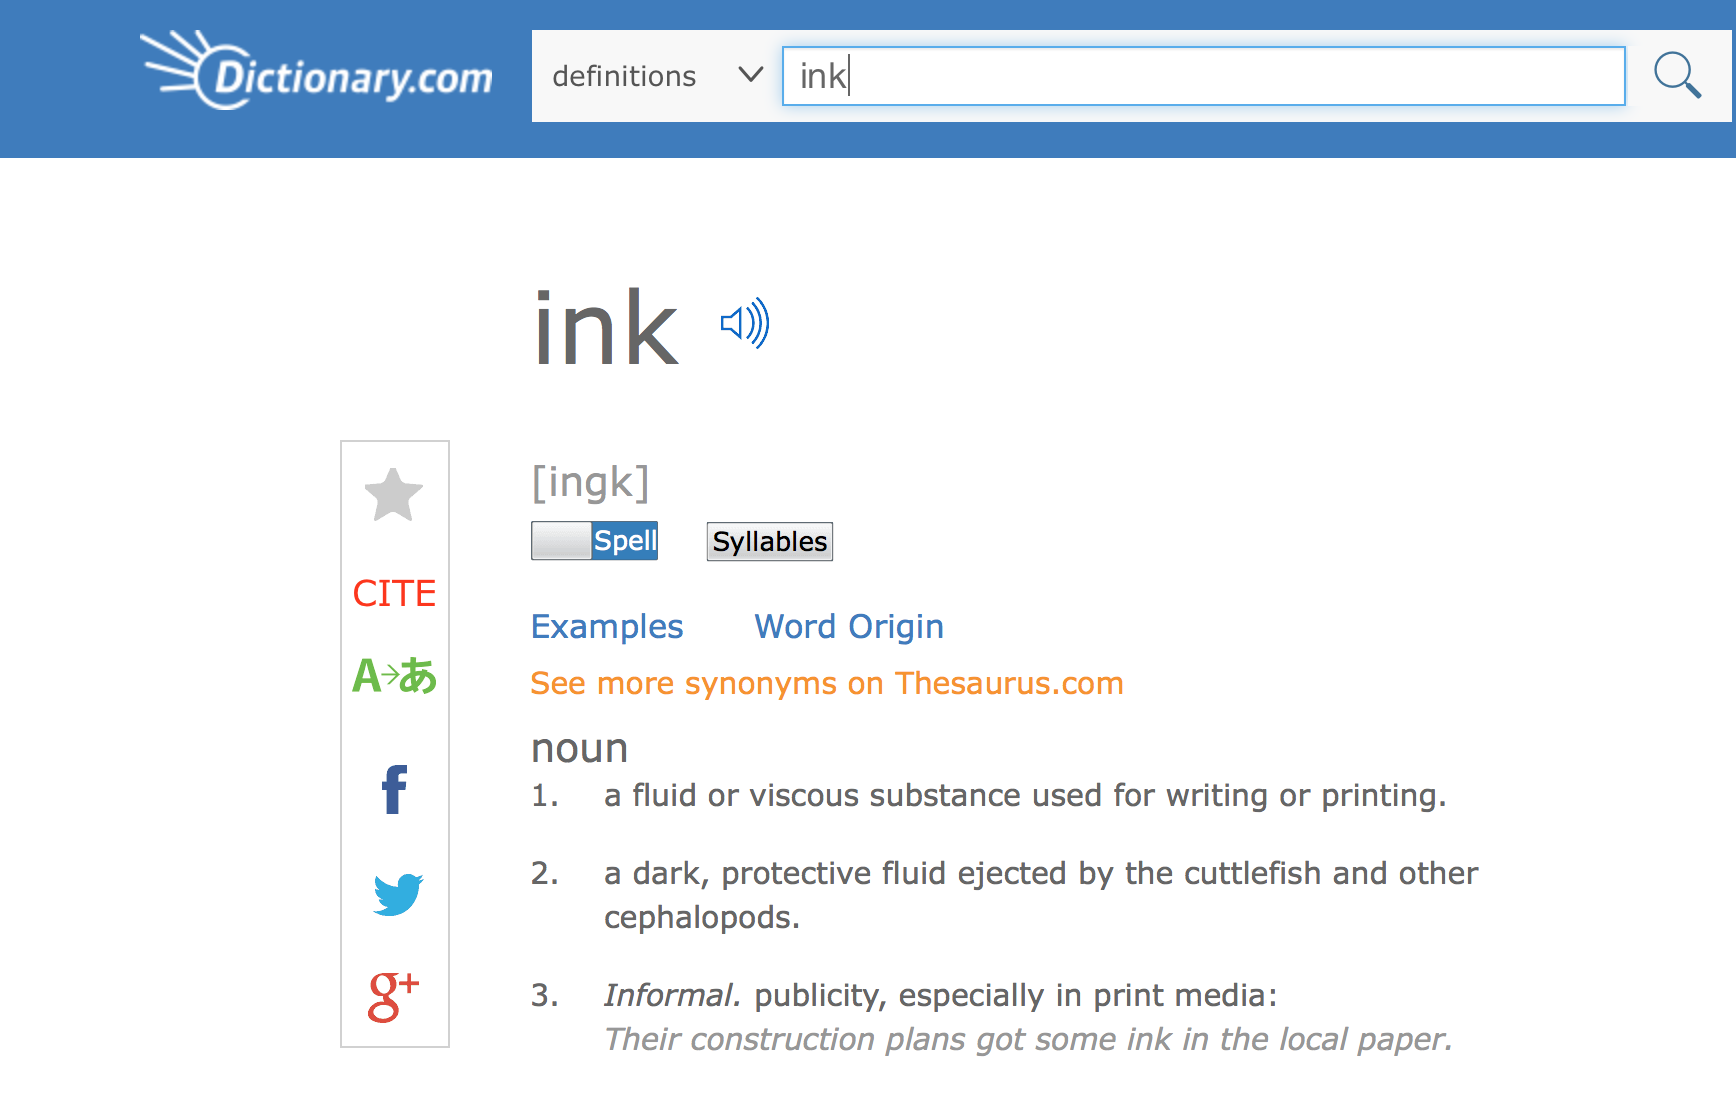 Dictionary.com
definitions
ink
ink
[ingk]
Spell Syllables
Examples Word Origin
See more synonyms on Thesaurus.com
noun
1. a fluid or viscous substance used for writing or printing.
2. a dark, protective fluid ejected by the cuttlefish and other
cephalopods.
3. Informal. publicity, especially in print media:
Their construction plans got some ink in the local paper.
CITE
A→あ
f
g+